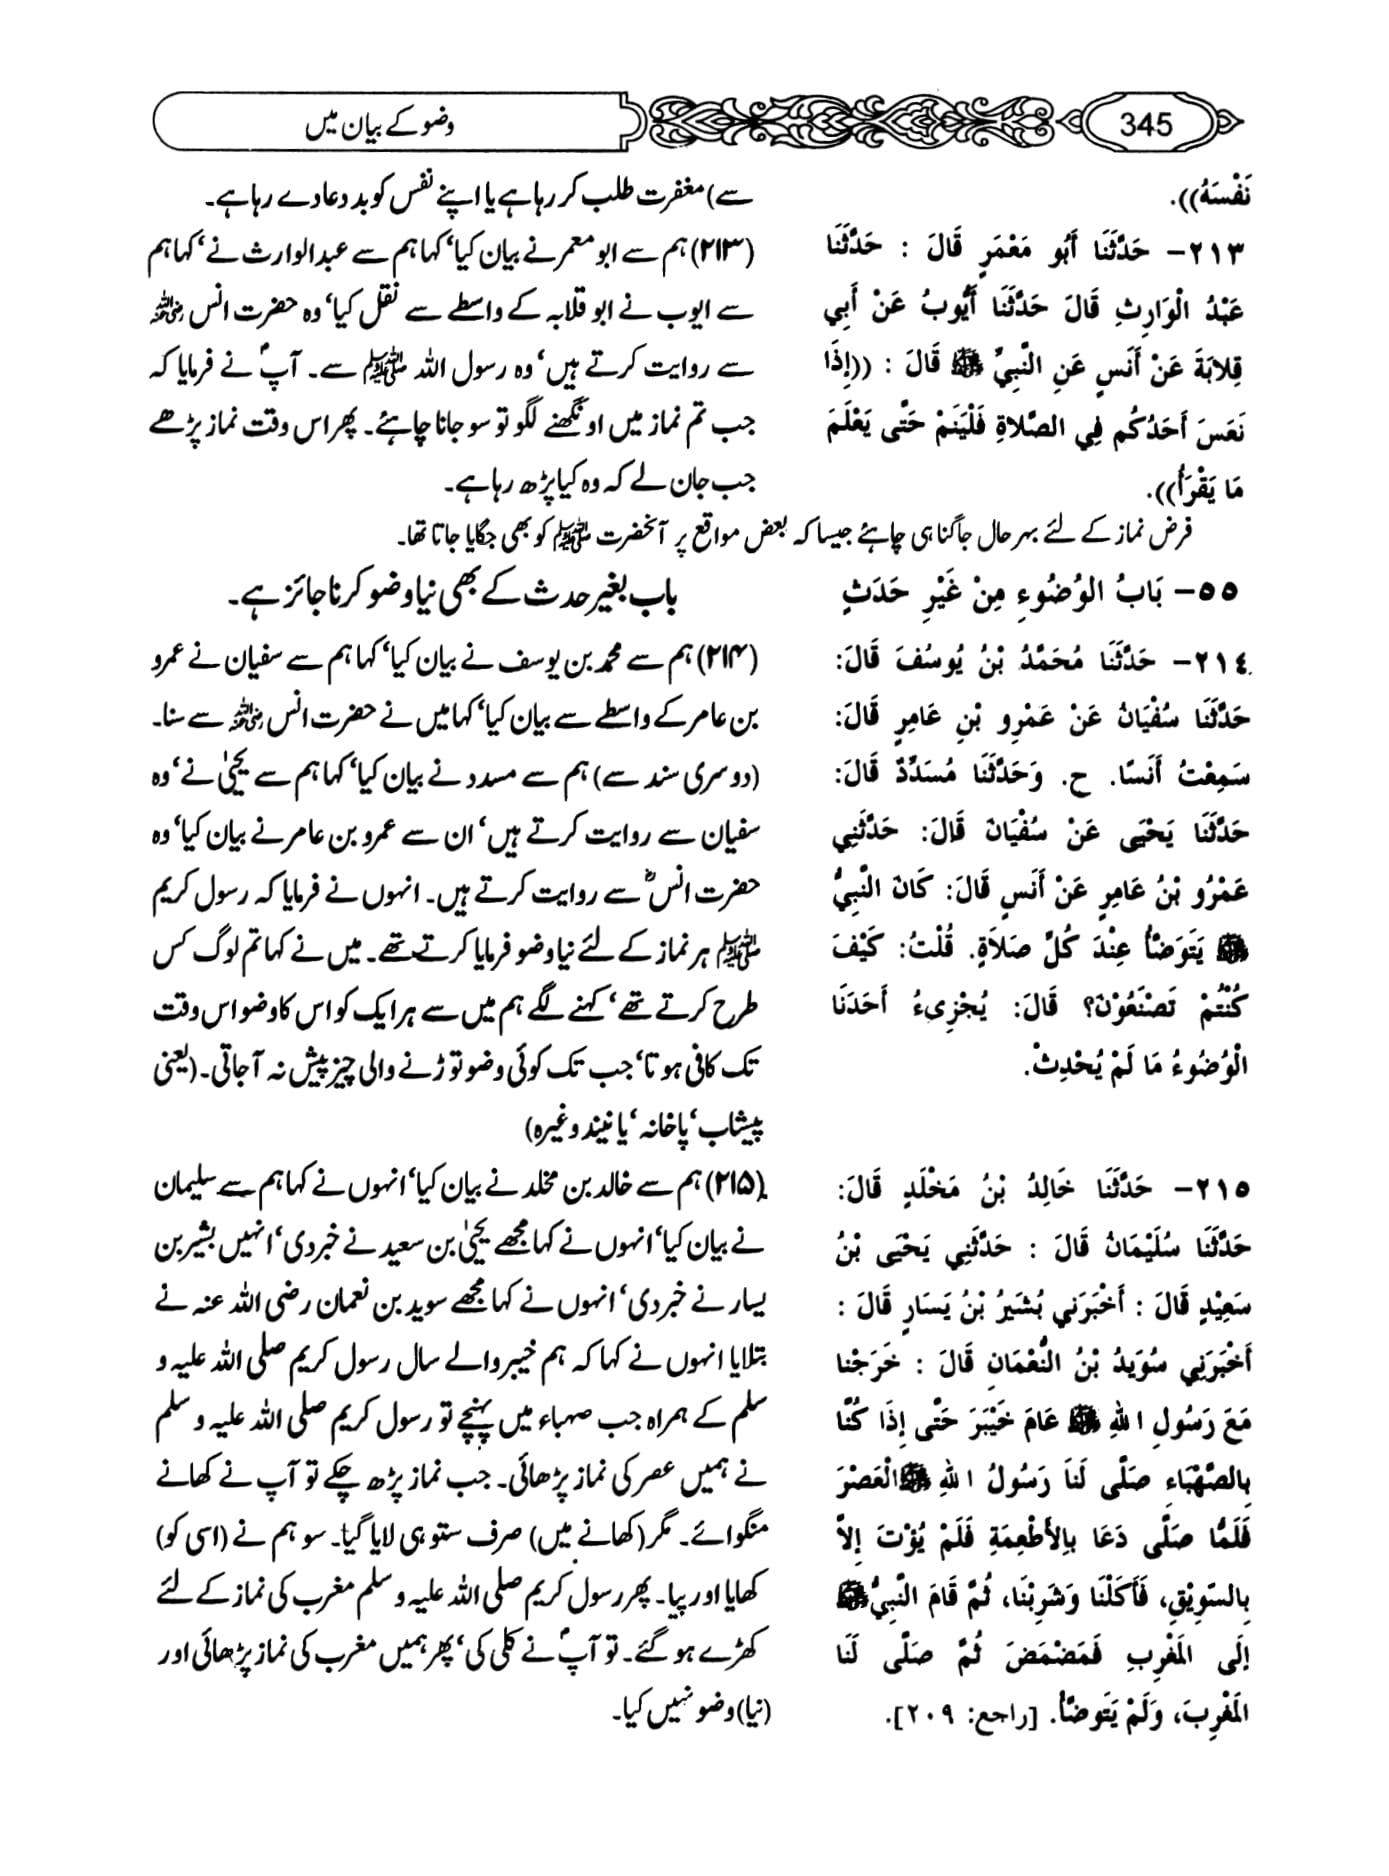 345
وضو کے بیان میں
نَفْسَهُ)).
٢١٣- حَدَّثَنَا أَبُو مَعْمَرٍ قَالَ : حَدَّثَنَا
عَبْدُ الْوَارِثِ قَالَ حَدَّثَنَا أَيُّوبُ عَنْ أَبِي
قِلابَةَ عَنْ أَنَسٍ عَنِ النَّبِيِّ ﷺ قَالَ : ((إِذَا
نَعَسَ أَحَدُكُم فِي الصَّلاةِ فَلْيَنَمْ حَتَّى يَعْلَمَ
مَا يَقْرَأُ)).
سے) مغفرت طلب کر رہا ہے یا اپنے نفس کو بد دعا دے رہا ہے۔
(۲۱۳) ہم سے ابو معمر نے بیان کیا‘ کہا ہم سے عبدالوارث نے‘ کہا ہم
سے ایوب نے ابو قلابہ کے واسطے سے نقل کیا‘ وہ حضرت انس رضی اللہ عنہ
سے روایت کرتے ہیں‘ وہ رسول اللہ ﷺ سے۔ آپؐ نے فرمایا کہ
جب تم نماز میں اونگھنے لگو تو سو جانا چاہئے۔ پھر اس وقت نماز پڑھے
جب جان لے کہ وہ کیا پڑھ رہا ہے۔
فرض نماز کے لئے بہر حال جاگنا ہی چاہئے جیسا کہ بعض مواقع پر آنحضرت ﷺ کو بھی جگایا جاتا تھا۔
٥٥- بَابُ الوُضُوءِ مِنْ غَيْرِ حَدَثٍ
باب بغیر حدث کے بھی نیا وضو کرنا جائز ہے۔
٢١٤- حَدَّثَنَا مُحَمَّدُ بْنُ يُوسُفَ قَالَ:
حَدَّثَنَا سُفْيَانُ عَنْ عَمْرِو بْنِ عَامِرٍ قَالَ:
سَمِعْتُ أَنَسًا. ح. وَحَدَّثَنَا مُسَدَّدٌ قَالَ:
حَدَّثَنَا يَحْيَى عَنْ سُفْيَانَ قَالَ: حَدَّثَنِي
عَمْرُو بْنُ عَامِرٍ عَنْ أَنَسٍ قَالَ: كَانَ النَّبِيُّ
ﷺ يَتَوَضَّأُ عِنْدَ كُلِّ صَلاَةٍ. قُلْتُ: كَيْفَ
كُنْتُمْ تَصْنَعُوْنَ؟ قَالَ: يُجْزِىءُ أَحَدَنَا
الْوُضُوءُ مَا لَمْ يُحْدِثْ.
(۲۱۴) ہم سے محمد بن یوسف نے بیان کیا‘ کہا ہم سے سفیان نے عمرو
بن عامر کے واسطے سے بیان کیا‘ کہا میں نے حضرت انس رضی اللہ عنہ سے سنا۔
(دوسری سند سے) ہم سے مسدد نے بیان کیا‘ کہا ہم سے یحییٰ نے‘ وہ
سفیان سے روایت کرتے ہیں‘ ان سے عمرو بن عامر نے بیان کیا‘ وہ
حضرت انسؓ سے روایت کرتے ہیں۔ انہوں نے فرمایا کہ رسول کریم
ﷺ ہر نماز کے لئے نیا وضو فرمایا کرتے تھے۔ میں نے کہا تم لوگ کس
طرح کرتے تھے‘ کہنے لگے ہم میں سے ہر ایک کو اس کا وضو اس وقت
تک کافی ہوتا‘ جب تک کوئی وضو توڑنے والی چیز پیش نہ آ جاتی۔ (یعنی
پیشاب‘ پاخانہ‘ یا نیند وغیرہ)
٢١٥- حَدَّثَنَا خَالِدُ بْنُ مَخْلَدٍ قَالَ:
حَدَّثَنَا سُلَيْمَانُ قَالَ : حَدَّثَنِي يَحْيَى بْنُ
سَعِيْدٍ قَالَ : أَخْبَرَنِي بُشَيْرُ بْنُ يَسَارٍ قَالَ :
أَخْبَرَنِي سُوَيدُ بْنُ النُّعْمَانِ قَالَ : خَرَجْنا
مَعَ رَسُولِ اللهِ ﷺ عَامَ خَيْبَرَ حَتَّى إِذَا كُنَّا
بِالصَّهْبَاءِ صَلَّى لَنَا رَسُولُ اللهِ ﷺ الْعَصْرَ
فَلَمَّا صَلَّى دَعَا بِالأَطْعِمَةِ فَلَمْ يُؤْتَ إِلاَّ
بِالسَّوِيْقِ، فَأَكَلْنَا وَشَرِبْنَا، ثُمَّ قَامَ النَّبِيُّ ﷺ
إِلَى الْمَغْرِبِ فَمَضْمَضَ ثُمَّ صَلَّى لَنَا
الْمَغْرِبَ، وَلَمْ يَتَوضَّأْ. [راجع: ٢٠٩].
(۲۱۵) ہم سے خالد بن مخلد نے بیان کیا‘ انہوں نے کہا ہم سے سلیمان
نے بیان کیا‘ انہوں نے کہا مجھے یحییٰ بن سعید نے خبر دی‘ انہیں بشیر بن
یسار نے خبر دی‘ انہوں نے کہا مجھے سوید بن نعمان رضی اللہ عنہ نے
بتلایا انہوں نے کہا کہ ہم خیبر والے سال رسول کریم صلی اللہ علیہ و
سلم کے ہمراہ جب صہباء میں پہنچے تو رسول کریم صلی اللہ علیہ و سلم
نے ہمیں عصر کی نماز پڑھائی۔ جب نماز پڑھ چکے تو آپ نے کھانے
منگوائے۔ مگر (کھانے میں) صرف ستو ہی لایا گیا۔ سو ہم نے (اسی کو)
کھایا اور پیا۔ پھر رسول کریم صلی اللہ علیہ و سلم مغرب کی نماز کے لئے
کھڑے ہو گئے۔ تو آپؐ نے کلی کی‘ پھر ہمیں مغرب کی نماز پڑھائی اور
(نیا) وضو نہیں کیا۔